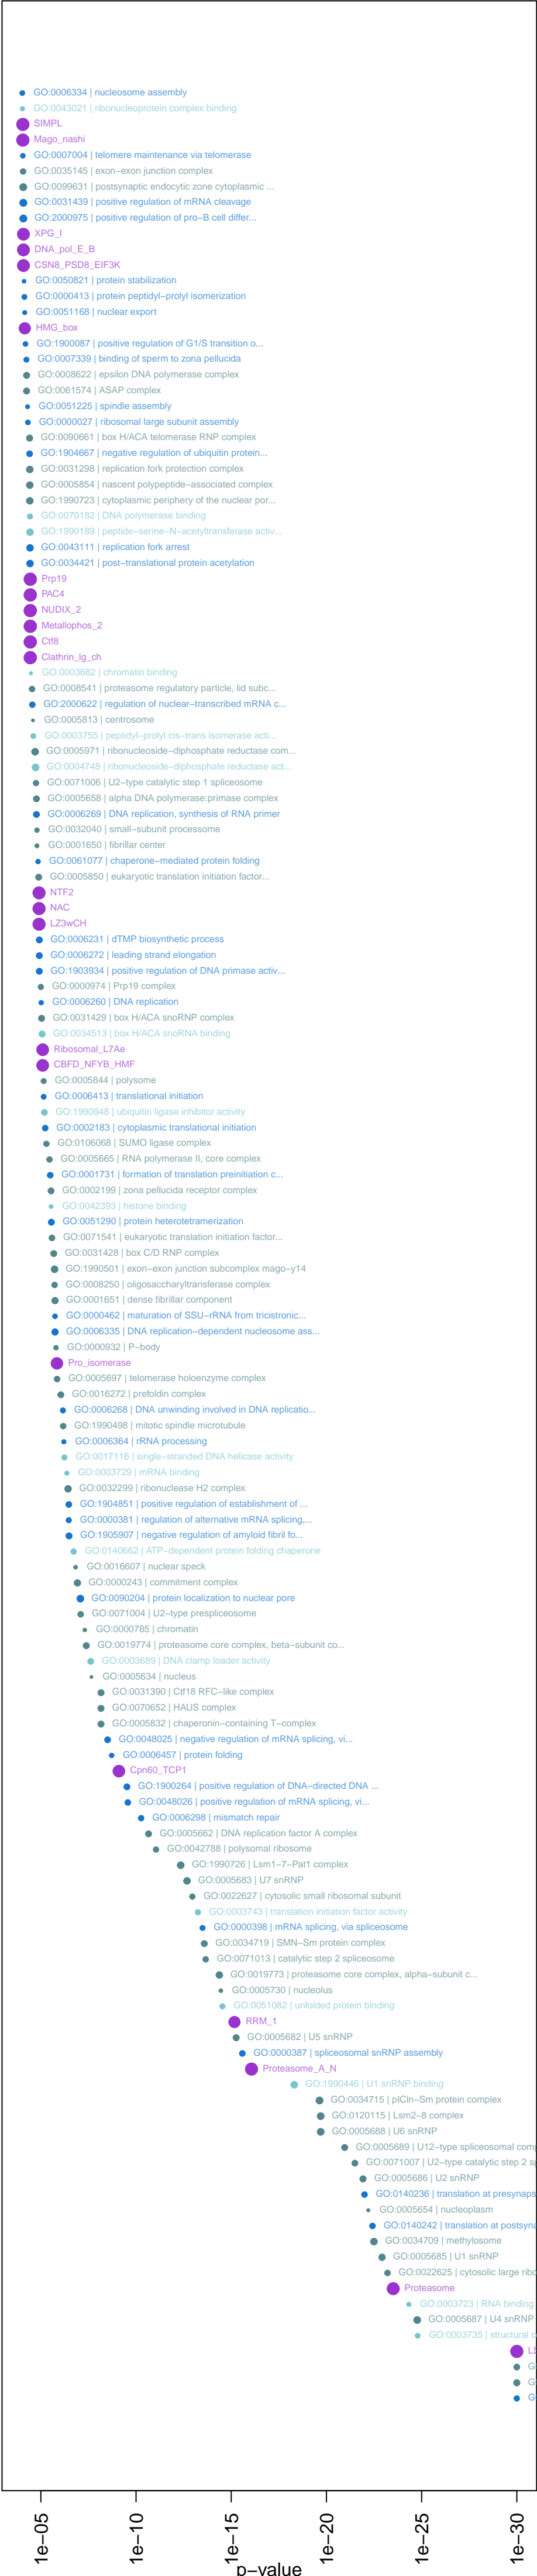 GO:0006334 | nucleosome assembly
GO:0043021 | ribonucleoprotein complex binding
SIMPL
Mago_nashi
GO:0007004 | telomere maintenance via telomerase
GO:0035145 | exon−exon junction complex
GO:0099631 | postsynaptic endocytic zone cytoplasmic ...
GO:0031439 | positive regulation of mRNA cleavage
GO:2000975 | positive regulation of pro−B cell differ...
XPG_I
DNA_pol_E_B
CSN8_PSD8_EIF3K
GO:0050821 | protein stabilization
GO:0000413 | protein peptidyl−prolyl isomerization
GO:0051168 | nuclear export
HMG_box
GO:1900087 | positive regulation of G1/S transition o...
GO:0007339 | binding of sperm to zona pellucida
GO:0008622 | epsilon DNA polymerase complex
GO:0061574 | ASAP complex
GO:0051225 | spindle assembly
GO:0000027 | ribosomal large subunit assembly
GO:0090661 | box H/ACA telomerase RNP complex
GO:1904667 | negative regulation of ubiquitin protein...
GO:0031298 | replication fork protection complex
GO:0005854 | nascent polypeptide−associated complex
GO:1990723 | cytoplasmic periphery of the nuclear por...
GO:0070182 | DNA polymerase binding
GO:1990189 | peptide−serine−N−acetyltransferase activ...
GO:0043111 | replication fork arrest
GO:0034421 | post−translational protein acetylation
Prp19
PAC4
NUDIX_2
Metallophos_2
Ctf8
Clathrin_lg_ch
GO:0003682 | chromatin binding
GO:0008541 | proteasome regulatory particle, lid subc...
GO:2000622 | regulation of nuclear−transcribed mRNA c...
GO:0005813 | centrosome
GO:0003755 | peptidyl−prolyl cis−trans isomerase acti...
GO:0005971 | ribonucleoside−diphosphate reductase com...
GO:0004748 | ribonucleoside−diphosphate reductase act...
GO:0071006 | U2−type catalytic step 1 spliceosome
GO:0005658 | alpha DNA polymerase:primase complex
GO:0006269 | DNA replication, synthesis of RNA primer
GO:0032040 | small−subunit processome
GO:0001650 | fibrillar center
GO:0061077 | chaperone−mediated protein folding
GO:0005850 | eukaryotic translation initiation factor...
NTF2
NAC
LZ3wCH
GO:0006231 | dTMP biosynthetic process
GO:0006272 | leading strand elongation
GO:1903934 | positive regulation of DNA primase activ...
GO:0000974 | Prp19 complex
GO:0006260 | DNA replication
GO:0031429 | box H/ACA snoRNP complex
GO:0034513 | box H/ACA snoRNA binding
Ribosomal_L7Ae
CBFD_NFYB_HMF
GO:0005844 | polysome
GO:0006413 | translational initiation
GO:1990948 | ubiquitin ligase inhibitor activity
GO:0002183 | cytoplasmic translational initiation
GO:0106068 | SUMO ligase complex
GO:0005665 | RNA polymerase II, core complex
GO:0001731 | formation of translation preinitiation c...
GO:0002199 | zona pellucida receptor complex
GO:0042393 | histone binding
GO:0051290 | protein heterotetramerization
GO:0071541 | eukaryotic translation initiation factor...
GO:0031428 | box C/D RNP complex
GO:1990501 | exon−exon junction subcomplex mago−y14
GO:0008250 | oligosaccharyltransferase complex
GO:0001651 | dense fibrillar component
GO:0000462 | maturation of SSU−rRNA from tricistronic...
GO:0006335 | DNA replication−dependent nucleosome ass...
GO:0000932 | P−body
Pro_isomerase
GO:0005697 | telomerase holoenzyme complex
GO:0016272 | prefoldin complex
GO:0006268 | DNA unwinding involved in DNA replicatio...
GO:1990498 | mitotic spindle microtubule
GO:0006364 | rRNA processing
GO:0017116 | single−stranded DNA helicase activity
GO:0003729 | mRNA binding
GO:0032299 | ribonuclease H2 complex
GO:1904851 | positive regulation of establishment of ...
GO:0000381 | regulation of alternative mRNA splicing,...
GO:1905907 | negative regulation of amyloid fibril fo...
GO:0140662 | ATP−dependent protein folding chaperone
GO:0016607 | nuclear speck
GO:0000243 | commitment complex
GO:0090204 | protein localization to nuclear pore
GO:0071004 | U2−type prespliceosome
GO:0000785 | chromatin
GO:0019774 | proteasome core complex, beta−subunit co...
GO:0003689 | DNA clamp loader activity
GO:0005634 | nucleus
GO:0031390 | Ctf18 RFC−like complex
GO:0070652 | HAUS complex
GO:0005832 | chaperonin−containing T−complex
GO:0048025 | negative regulation of mRNA splicing, vi...
GO:0006457 | protein folding
Cpn60_TCP1
GO:1900264 | positive regulation of DNA−directed DNA ...
GO:0048026 | positive regulation of mRNA splicing, vi...
GO:0006298 | mismatch repair
GO:0005662 | DNA replication factor A complex
GO:0042788 | polysomal ribosome
GO:1990726 | Lsm1−7−Pat1 complex
GO:0005683 | U7 snRNP
GO:0022627 | cytosolic small ribosomal subunit
GO:0003743 | translation initiation factor activity
GO:0000398 | mRNA splicing, via spliceosome
GO:0034719 | SMN−Sm protein complex
GO:0071013 | catalytic step 2 spliceosome
GO:0019773 | proteasome core complex, alpha−subunit c...
GO:0005730 | nucleolus
GO:0051082 | unfolded protein binding
RRM_1
GO:0005682 | U5 snRNP
GO:0000387 | spliceosomal snRNP assembly
Proteasome_A_N
GO:1990446 | U1 snRNP binding
GO:0034715 | pICln−Sm protein complex
GO:0120115 | Lsm2−8 complex
GO:0005688 | U6 snRNP
GO:0005689 | U12−type spliceosomal com
GO:0071007 | U2−type catalytic step 2 s
GO:0005686 | U2 snRNP
GO:0140236 | translation at presynaps
GO:0005654 | nucleoplasm
GO:0140242 | translation at postsyna
GO:0034709 | methylosome
GO:0005685 | U1 snRNP
GO:0022625 | cytosolic large ribo
Proteasome
GO:0003723 | RNA binding
GO:0005687 | U4 snRNP
GO:0003735 | structural
G
G
G
1e−05
1e−10
1e−15
1e−20
1e−25
1e−30
p−value